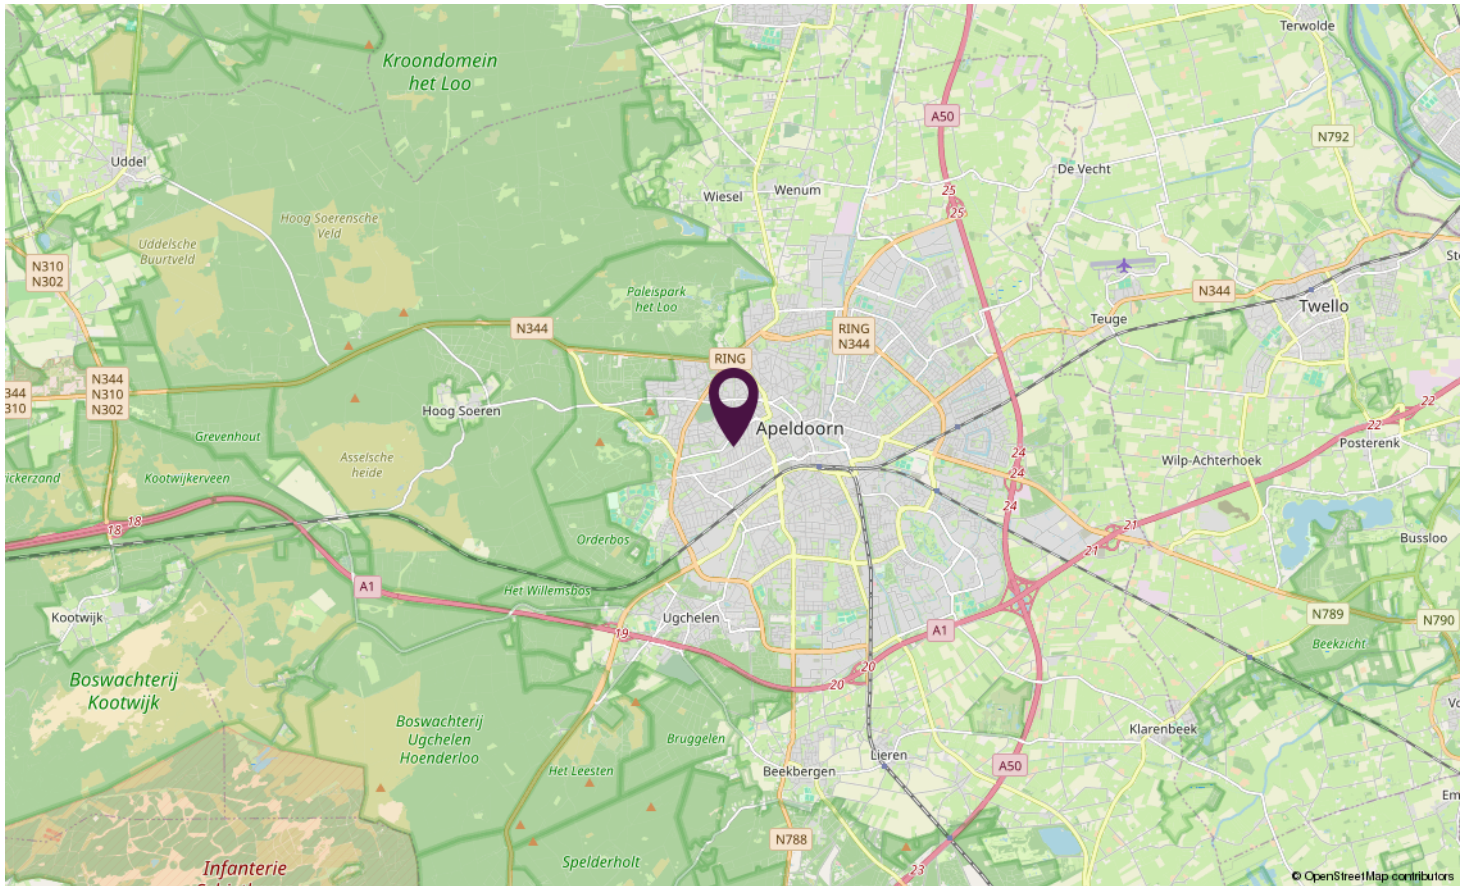 Terwolde
Kroondomein
het Loo
A50
N792
Uddel
De Vecht
Wiesel
Wenum
25
25
Hoog Soerensche
Veld
Uddelsche
Buurtveld
N310
N302
Paleispark
het Loo
N344
Twello
Teuge
N344
RING
N344
RING
344
310
N344
N310
N302
Hoog Soeren
22
22
Apeldoorn
Grevenhout
Posterenk
Asselsche
heide
24
24
24
Wilp-Achterhoek
Kootwijkerveen
18
18
21
21
Orderbos
Bussloo
A1
Het Willemsbos
Kootwijk
Ugchelen
19
A1
N789
N790
Beekzicht
20
20
Boswachterij
Kootwijk
Boswachterij
Ugchelen
Hoenderloo
Bruggelen
Klarenbeek
Lieren
A50
Het Leesten
Beekbergen
N788
Spelderholt
Infanterie
23
© OpenStreetMap contributors